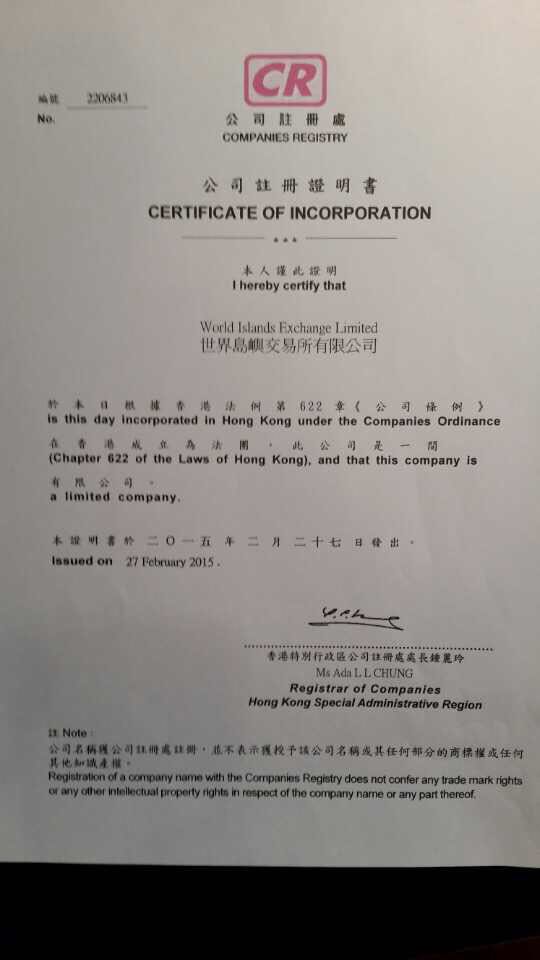 CR
編號 2206843
No.
公司註冊處
COMPANIES REGISTRY
公司註冊證明書
CERTIFICATE OF INCORPORATION
***
本人謹此證明
I hereby certify that
World Islands Exchange Limited
世界島嶼交易所有限公司
於本日根據香港法例第622章《公司條例》
is this day incorporated in Hong Kong under the Companies Ordinance
在香港成立為法團，此公司是一間
(Chapter 622 of the Laws of Hong Kong), and that this company is
有限公司。
a limited company.
本證明書於二〇一五年二月二十七日發出。
Issued on 27 February 2015.
香港特別行政區公司註冊處處長鍾麗玲
Ms Ada L L CHUNG
Registrar of Companies
Hong Kong Special Administrative Region
註 Note:
公司名稱獲公司註冊處註冊，並不表示獲授予該公司名稱或其任何部分的商標權或任何
其他知識產權。
Registration of a company name with the Companies Registry does not confer any trade mark rights
or any other intellectual property rights in respect of the company name or any part thereof.